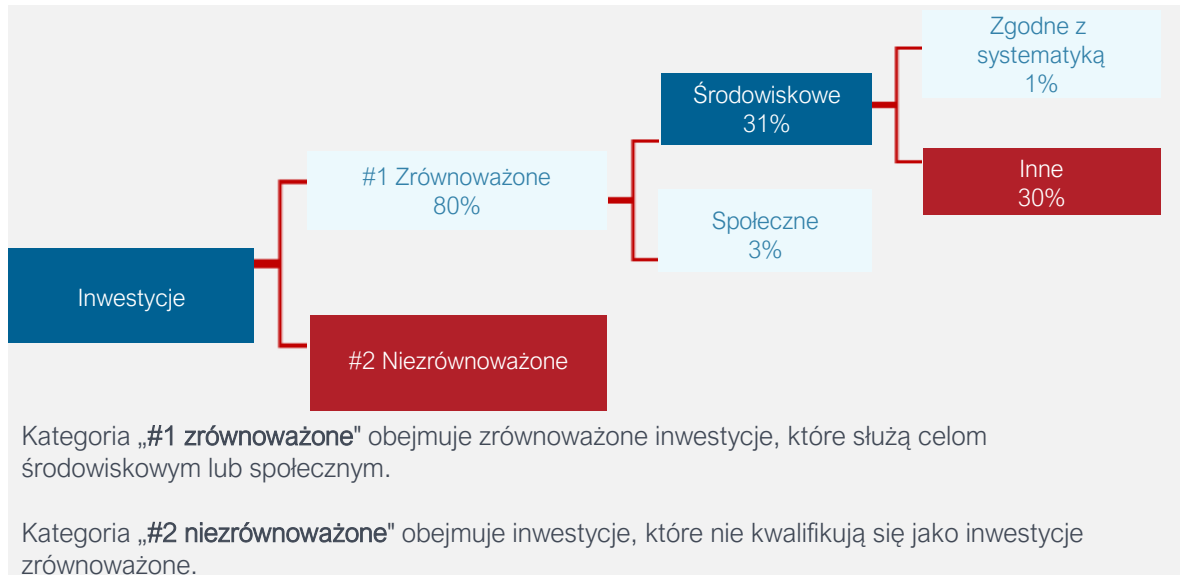 Inwestycje
#1 Zrównoważone
80%
#2 Niezrównoważone
Środowiskowe
31%
Społeczne
3%
Zgodne z
systematyką
1%
Inne
30%
Kategoria „#1 zrównoważone" obejmuje zrównoważone inwestycje, które służą celom
środowiskowym lub społecznym.
Kategoria „#2 niezrównoważone" obejmuje inwestycje, które nie kwalifikują się jako inwestycje
zrównoważone.